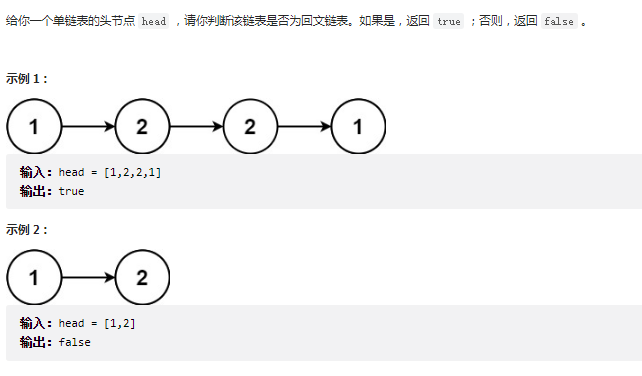 给你一个单链表的头节点 head ，请你判断该链表是否为回文链表。如果是，返回 true ；否则，返回 false 。
示例 1：
1 2 2 1
输入：head = [1,2,2,1]
输出：true
示例 2：
1 2
输入：head = [1,2]
输出：false